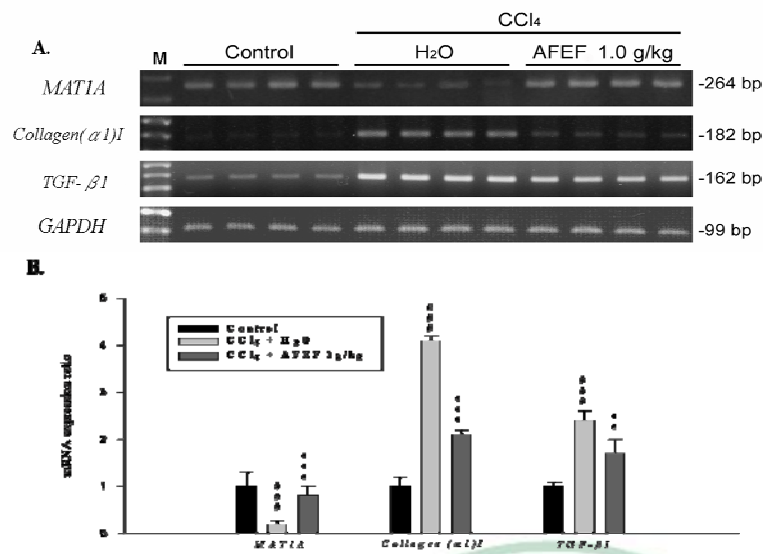 CCl₄
A. M Control H₂O AFEF 1.0 g/kg
MAT1A -264 bp
Collagen(α1)I -182 bp
TGF-β1 -162 bp
GAPDH -99 bp
B.
5
4
3
2
1
0
mRNA expression ratio
Control
CCl₄ + H₂O
CCl₄ + AFEF 1g/kg
###
***
###
***
###
**
MAT1A Collagen (α1)I TGF-β1